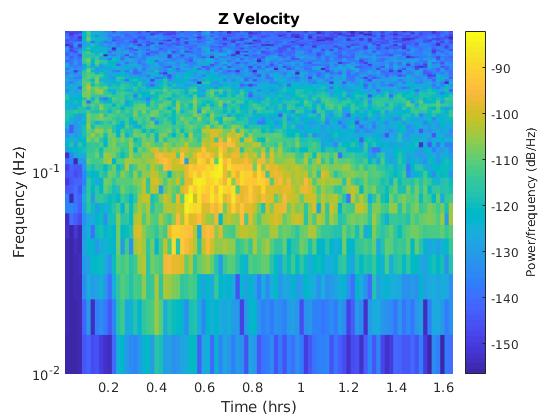 Z Velocity
Frequency (Hz)
10-1
10-2
0.2 0.4 0.6 0.8 1 1.2 1.4 1.6
Time (hrs)
-90
-100
-110
-120
-130
-140
-150
Power/frequency (dB/Hz)